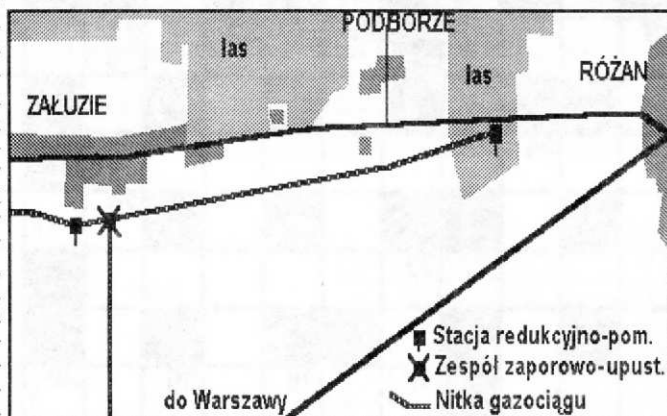 PODBORZE
las
las
RÓŻAN
ZAŁUZIE
Stacja redukcyjno-pom.
Zespół zaporowo-upust.
do Warszawy
Nitka gazociągu